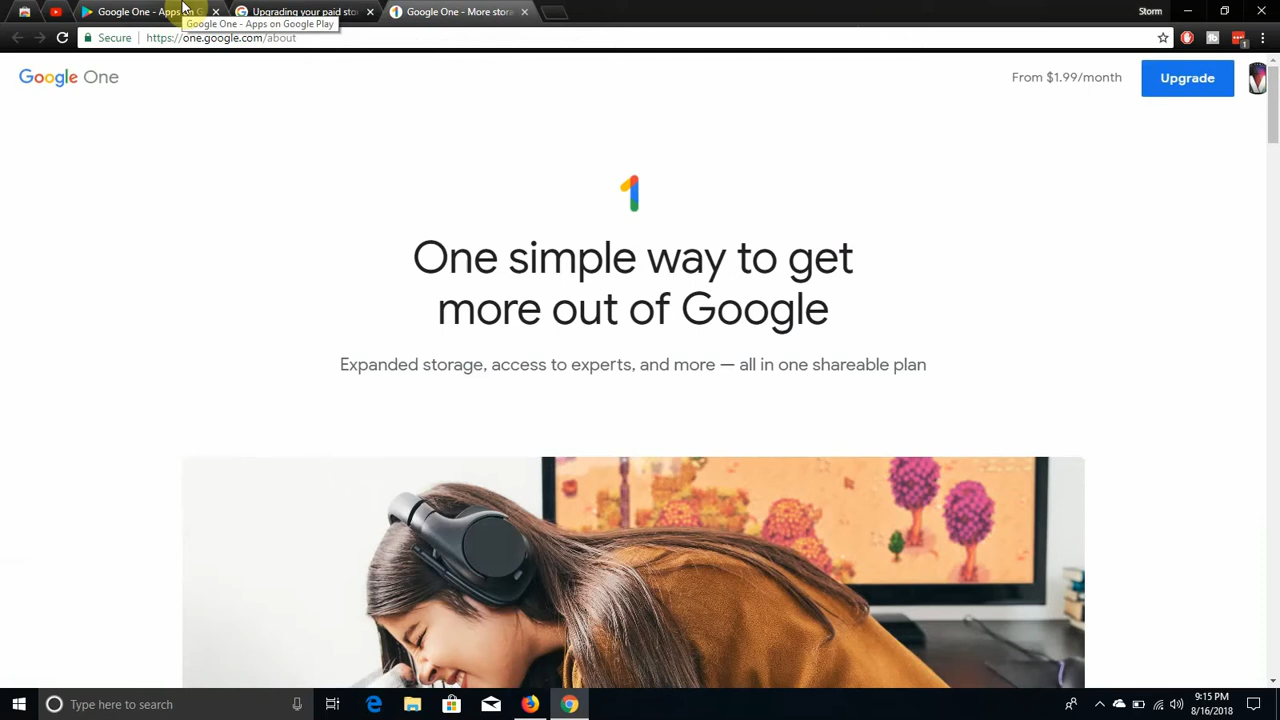 Google One - Apps on G
Upgrading your paid sto
Google One - More stora
Storm
Google One - Apps on Google Play
Secure
https://one.google.com/about
1
Google One
From $1.99/month
Upgrade
One simple way to get
more out of Google
Expanded storage, access to experts, and more — all in one shareable plan
Type here to search
9:15 PM
8/16/2018